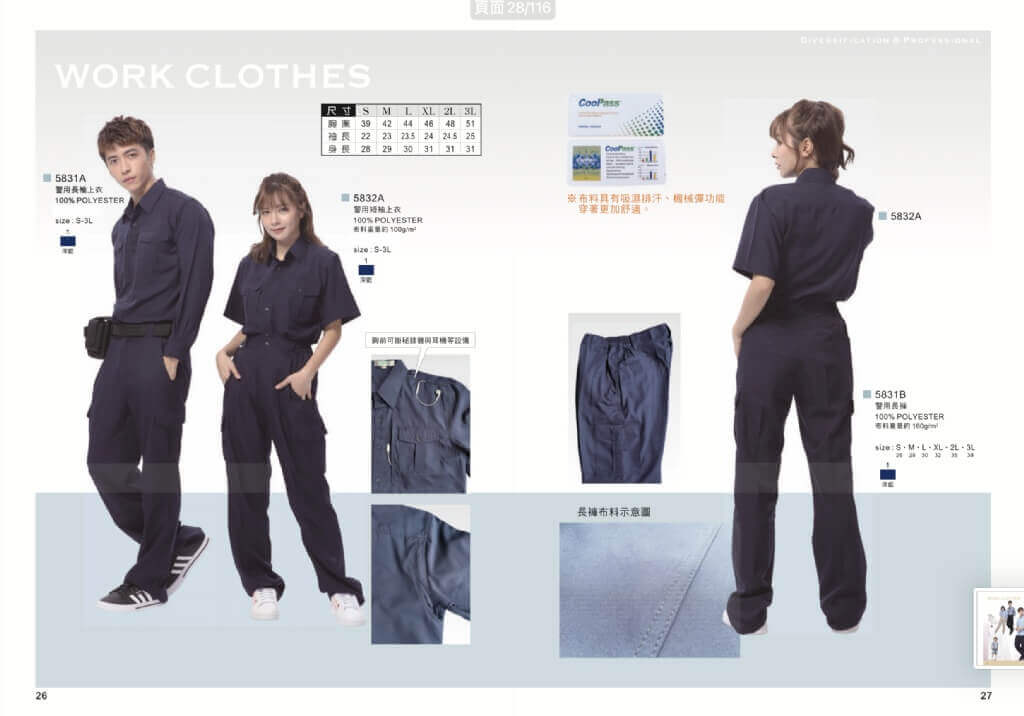 頁面 28/116
DIVERSIFICATION & PROFESSIONAL
WORK CLOTHES
尺寸 S M L XL 2L 3L
胸圍 39 42 44 46 48 51
袖長 22 23 23.5 24 24.5 25
身長 28 29 30 31 31 31
5831A
警用長袖上衣
100% POLYESTER
size : S-3L
1
深藍
5832A
警用短袖上衣
100% POLYESTER
布料重量約 100g/m²
size : S-3L
1
深藍
胸前可搬秘錄器與耳機等設備
CooPass
CooPass
※布料具有吸濕排汗、機械彈功能
穿著更加舒適。
5832A
5831B
警用長褲
100% POLYESTER
布料重量約 160g/m²
size : S・M・L・XL・2L・3L
26 28 30 32 35 38
1
深藍
長褲布料示意圖
26
27